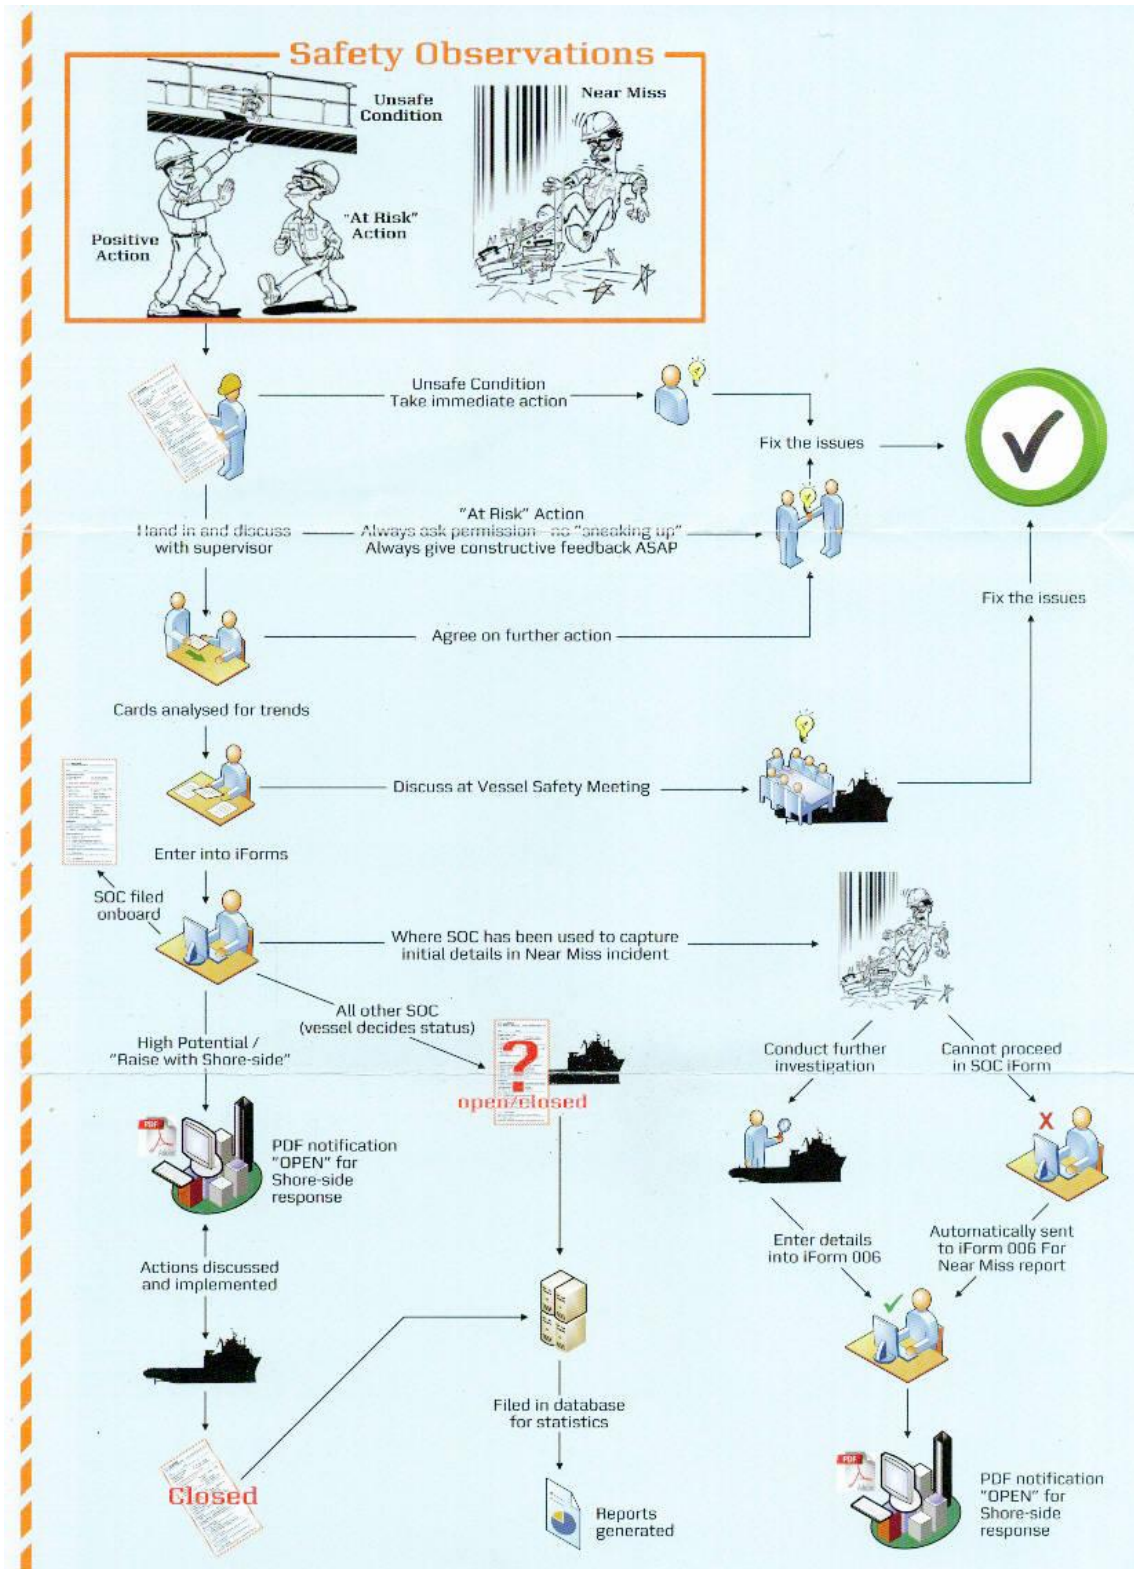 Safety Observations
Unsafe
Condition
Near Miss
"At Risk"
Action
Positive
Action
Unsafe Condition
Take immediate action
Fix the issues
"At Risk" Action
Hand in and discuss
with supervisor
Always ask permission - no "sneaking up"
Always give constructive feedback ASAP
Fix the issues
Agree on further action
Cards analysed for trends
Discuss at Vessel Safety Meeting
Enter into iForms
SOC filed
onboard
Where SOC has been used to capture
initial details in Near Miss incident
All other SOC
(vessel decides status)
High Potential /
"Raise with Shore-side"
?
open/closed
Conduct further
investigation
Cannot proceed
in SOC iForm
X
PDF
PDF notification
"OPEN" for
Shore-side
response
Enter details
into iForm 006
Automatically sent
to iForm 006 For
Near Miss report
Actions discussed
and implemented
Filed in database
for statistics
Closed
PDF
PDF notification
"OPEN" for
Shore-side
response
Reports
generated